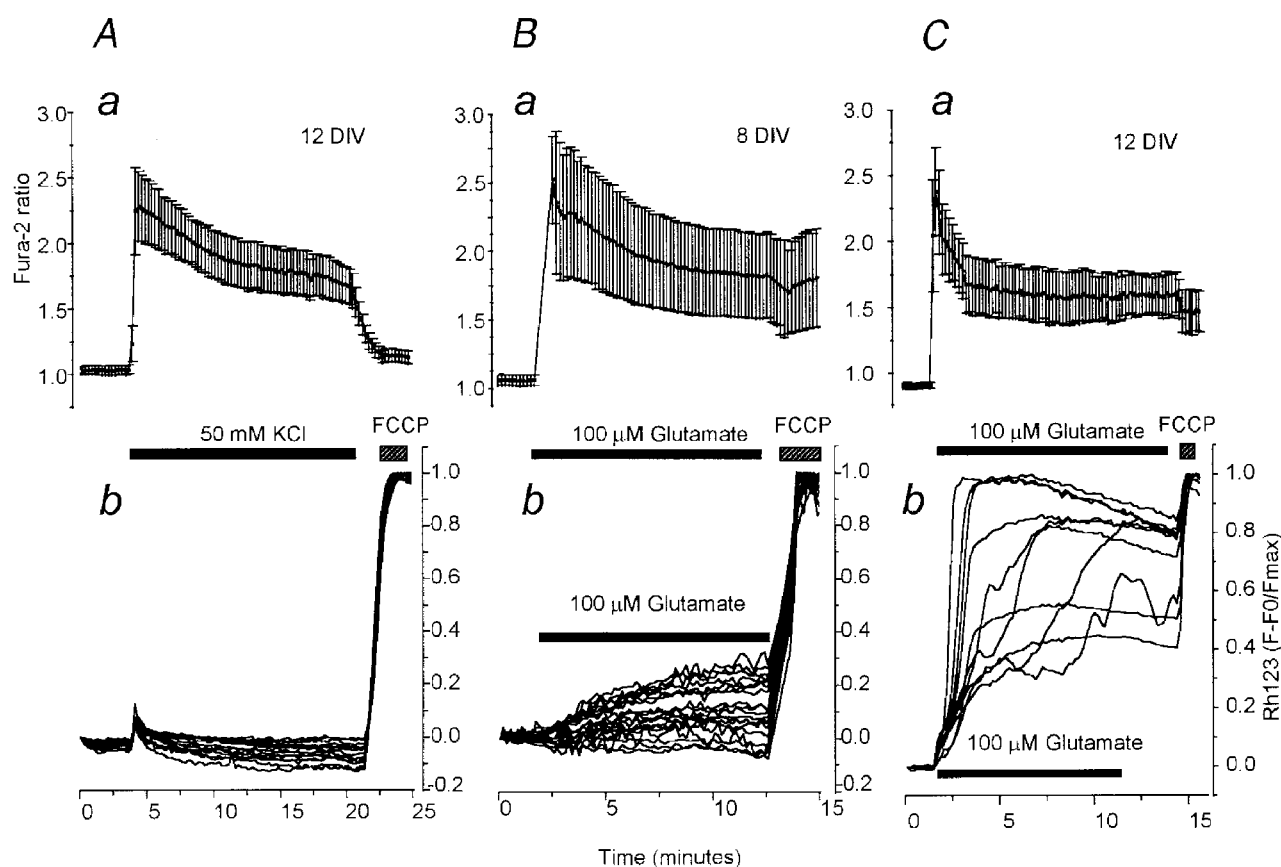 A
B
C
a
a
a
12 DIV
8 DIV
12 DIV
Fura-2 ratio
3.0
2.5
2.0
1.5
1.0
3.0
2.5
2.0
1.5
1.0
3.0
2.5
2.0
1.5
1.0
50 mM KCl
FCCP
100 µM Glutamate
FCCP
100 µM Glutamate
FCCP
b
b
b
1.0
0.8
0.6
0.4
0.2
0.0
-0.2
1.0
0.8
0.6
0.4
0.2
0.0
-0.2
1.0
0.8
0.6
0.4
0.2
0.0
100 µM Glutamate
100 µM Glutamate
Rh123 (F-F0/Fmax)
0 5 10 15 20 25
0 5 10 15
0 5 10 15
Time (minutes)